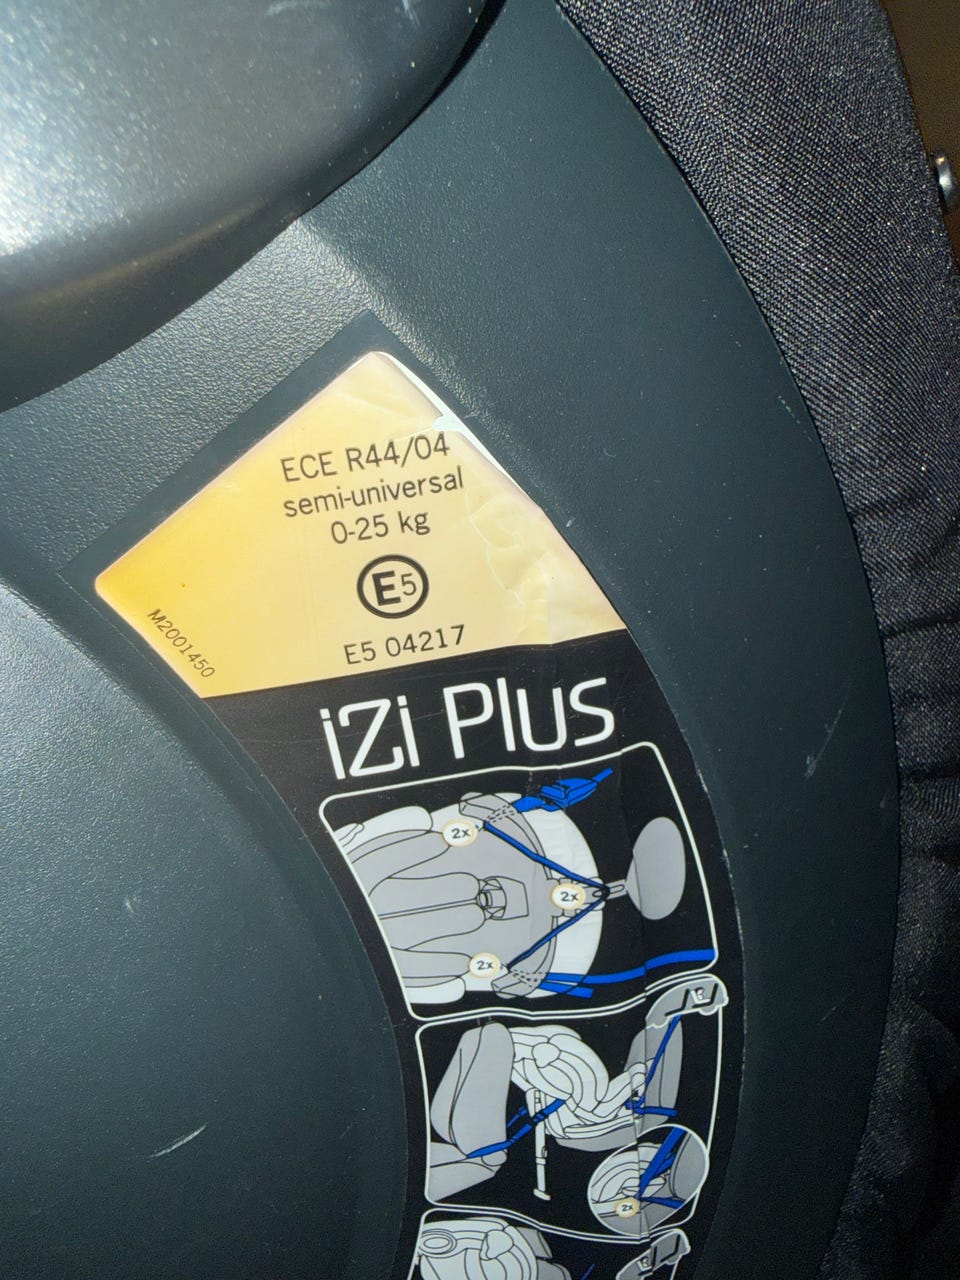 ECE R44/04
semi-universal
0-25 kg
E5
E5 04217
M2001450
iZi Plus
2x
2x
2x
2x